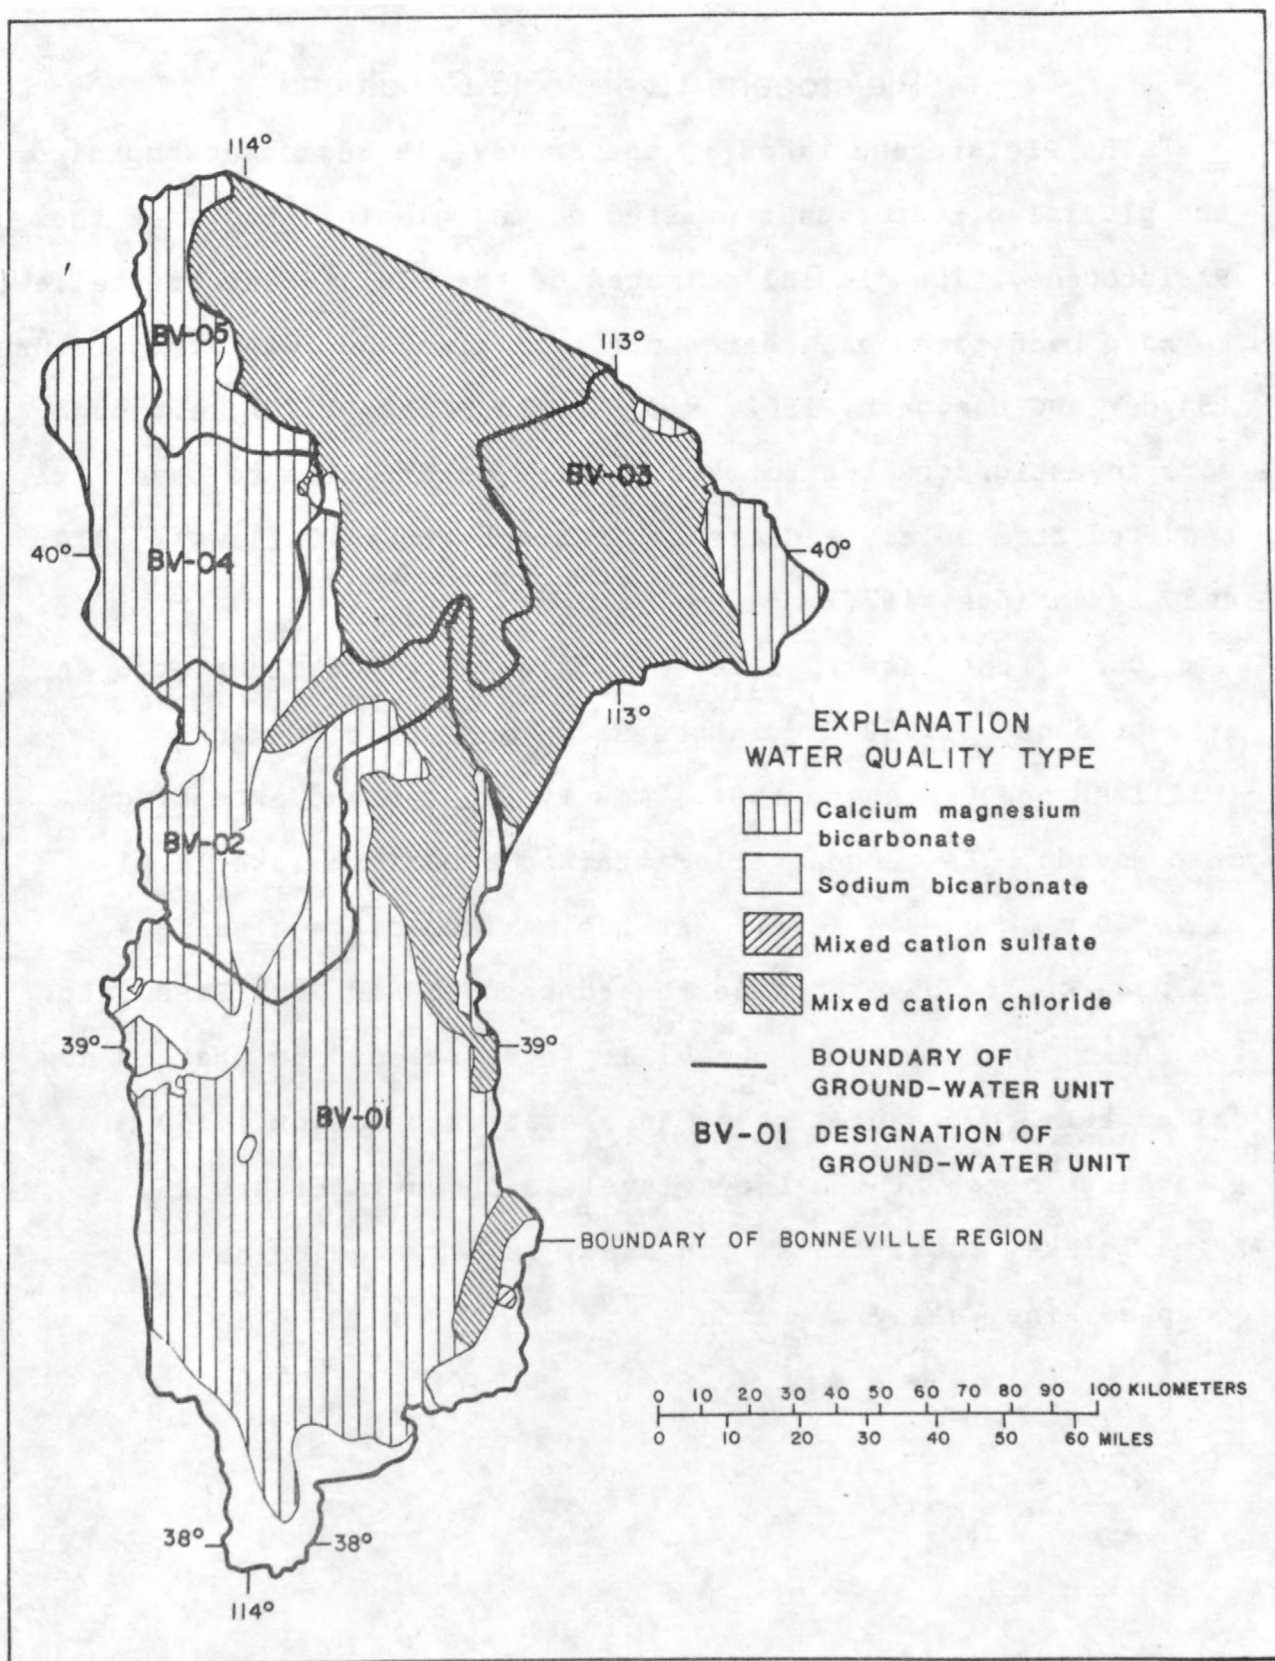 114°
BV-05
113°
BV-03
40°
BV-04
40°
113°
EXPLANATION
WATER QUALITY TYPE
Calcium magnesium
bicarbonate
BV-02
Sodium bicarbonate
Mixed cation sulfate
Mixed cation chloride
39°
39°
BOUNDARY OF
GROUND-WATER UNIT
BV-01
BV-01 DESIGNATION OF
GROUND-WATER UNIT
BOUNDARY OF BONNEVILLE REGION
0 10 20 30 40 50 60 70 80 90 100 KILOMETERS
0 10 20 30 40 50 60 MILES
38°
38°
114°